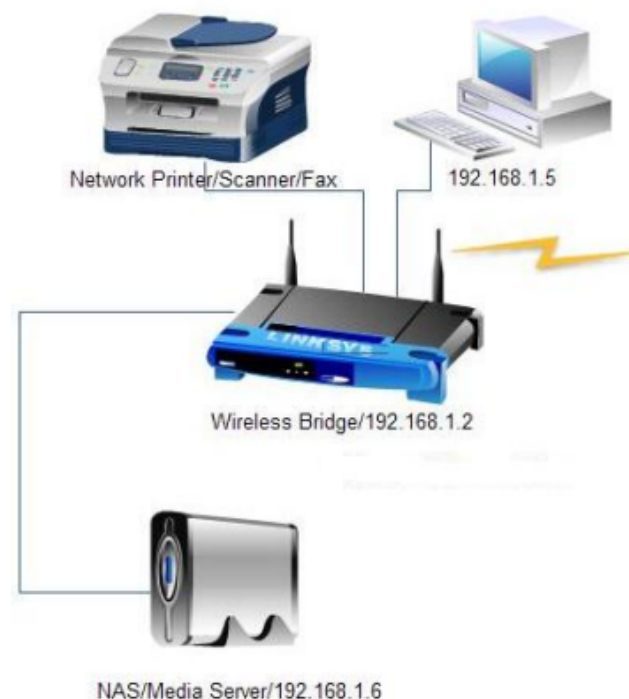 Network Printer/Scanner/Fax
192.168.1.5
LINKSYS
Wireless Bridge/192.168.1.2
NAS/Media Server/192.168.1.6